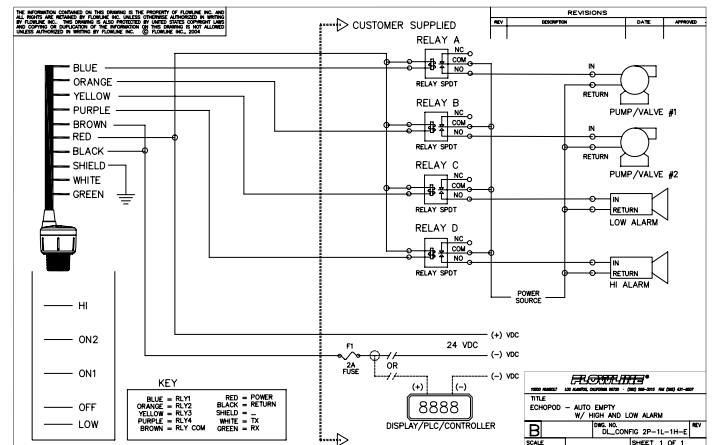 THE INFORMATION CONTAINED ON THIS DRAWING IS THE PROPERTY OF FLOWLINE INC. AND
ALL RIGHTS ARE RETAINED BY FLOWLINE INC. UNLESS OTHERWISE AUTHORIZED IN WRITING
BY FLOWLINE INC. THIS DRAWING IS ALSO PROTECTED BY UNITED STATES COPYRIGHT LAWS
AND COPYING OR DUPLICATION OF THE INFORMATION ON THIS DRAWING IS NOT ALLOWED
UNLESS AUTHORIZED IN WRITING BY FLOWLINE INC. © FLOWLINE INC., 2004
CUSTOMER SUPPLIED
REVISIONS
REV DESCRIPTION DATE APPROVED
BLUE
ORANGE
YELLOW
PURPLE
BROWN
RED
BLACK
SHIELD
WHITE
GREEN
HI
ON2
ON1
OFF
LOW
RELAY A
NC
COM
NO
RELAY SPDT
RELAY B
NC
COM
NO
RELAY SPDT
RELAY C
NC
COM
NO
RELAY SPDT
RELAY D
NC
COM
NO
RELAY SPDT
IN
RETURN
PUMP/VALVE #1
IN
RETURN
PUMP/VALVE #2
IN
RETURN
LOW ALARM
IN
RETURN
HI ALARM
POWER
SOURCE
(+) VDC
24 VDC
(-) VDC
(-) VDC
F1
2A
FUSE
OR
(+) (-)
8888
DISPLAY/PLC/CONTROLLER
KEY
BLUE = RLY1 RED = POWER
ORANGE = RLY2 BLACK = RETURN
YELLOW = RLY3 SHIELD = _
PURPLE = RLY4 WHITE = TX
BROWN = RLY COM GREEN = RX
FLOWLINE®
TITLE
ECHOPOD - AUTO EMPTY
W/ HIGH AND LOW ALARM
B
DWG. NO.
DL_CONFIG 2P-1L-1H-E
REV
SCALE
SHEET 1 OF 1